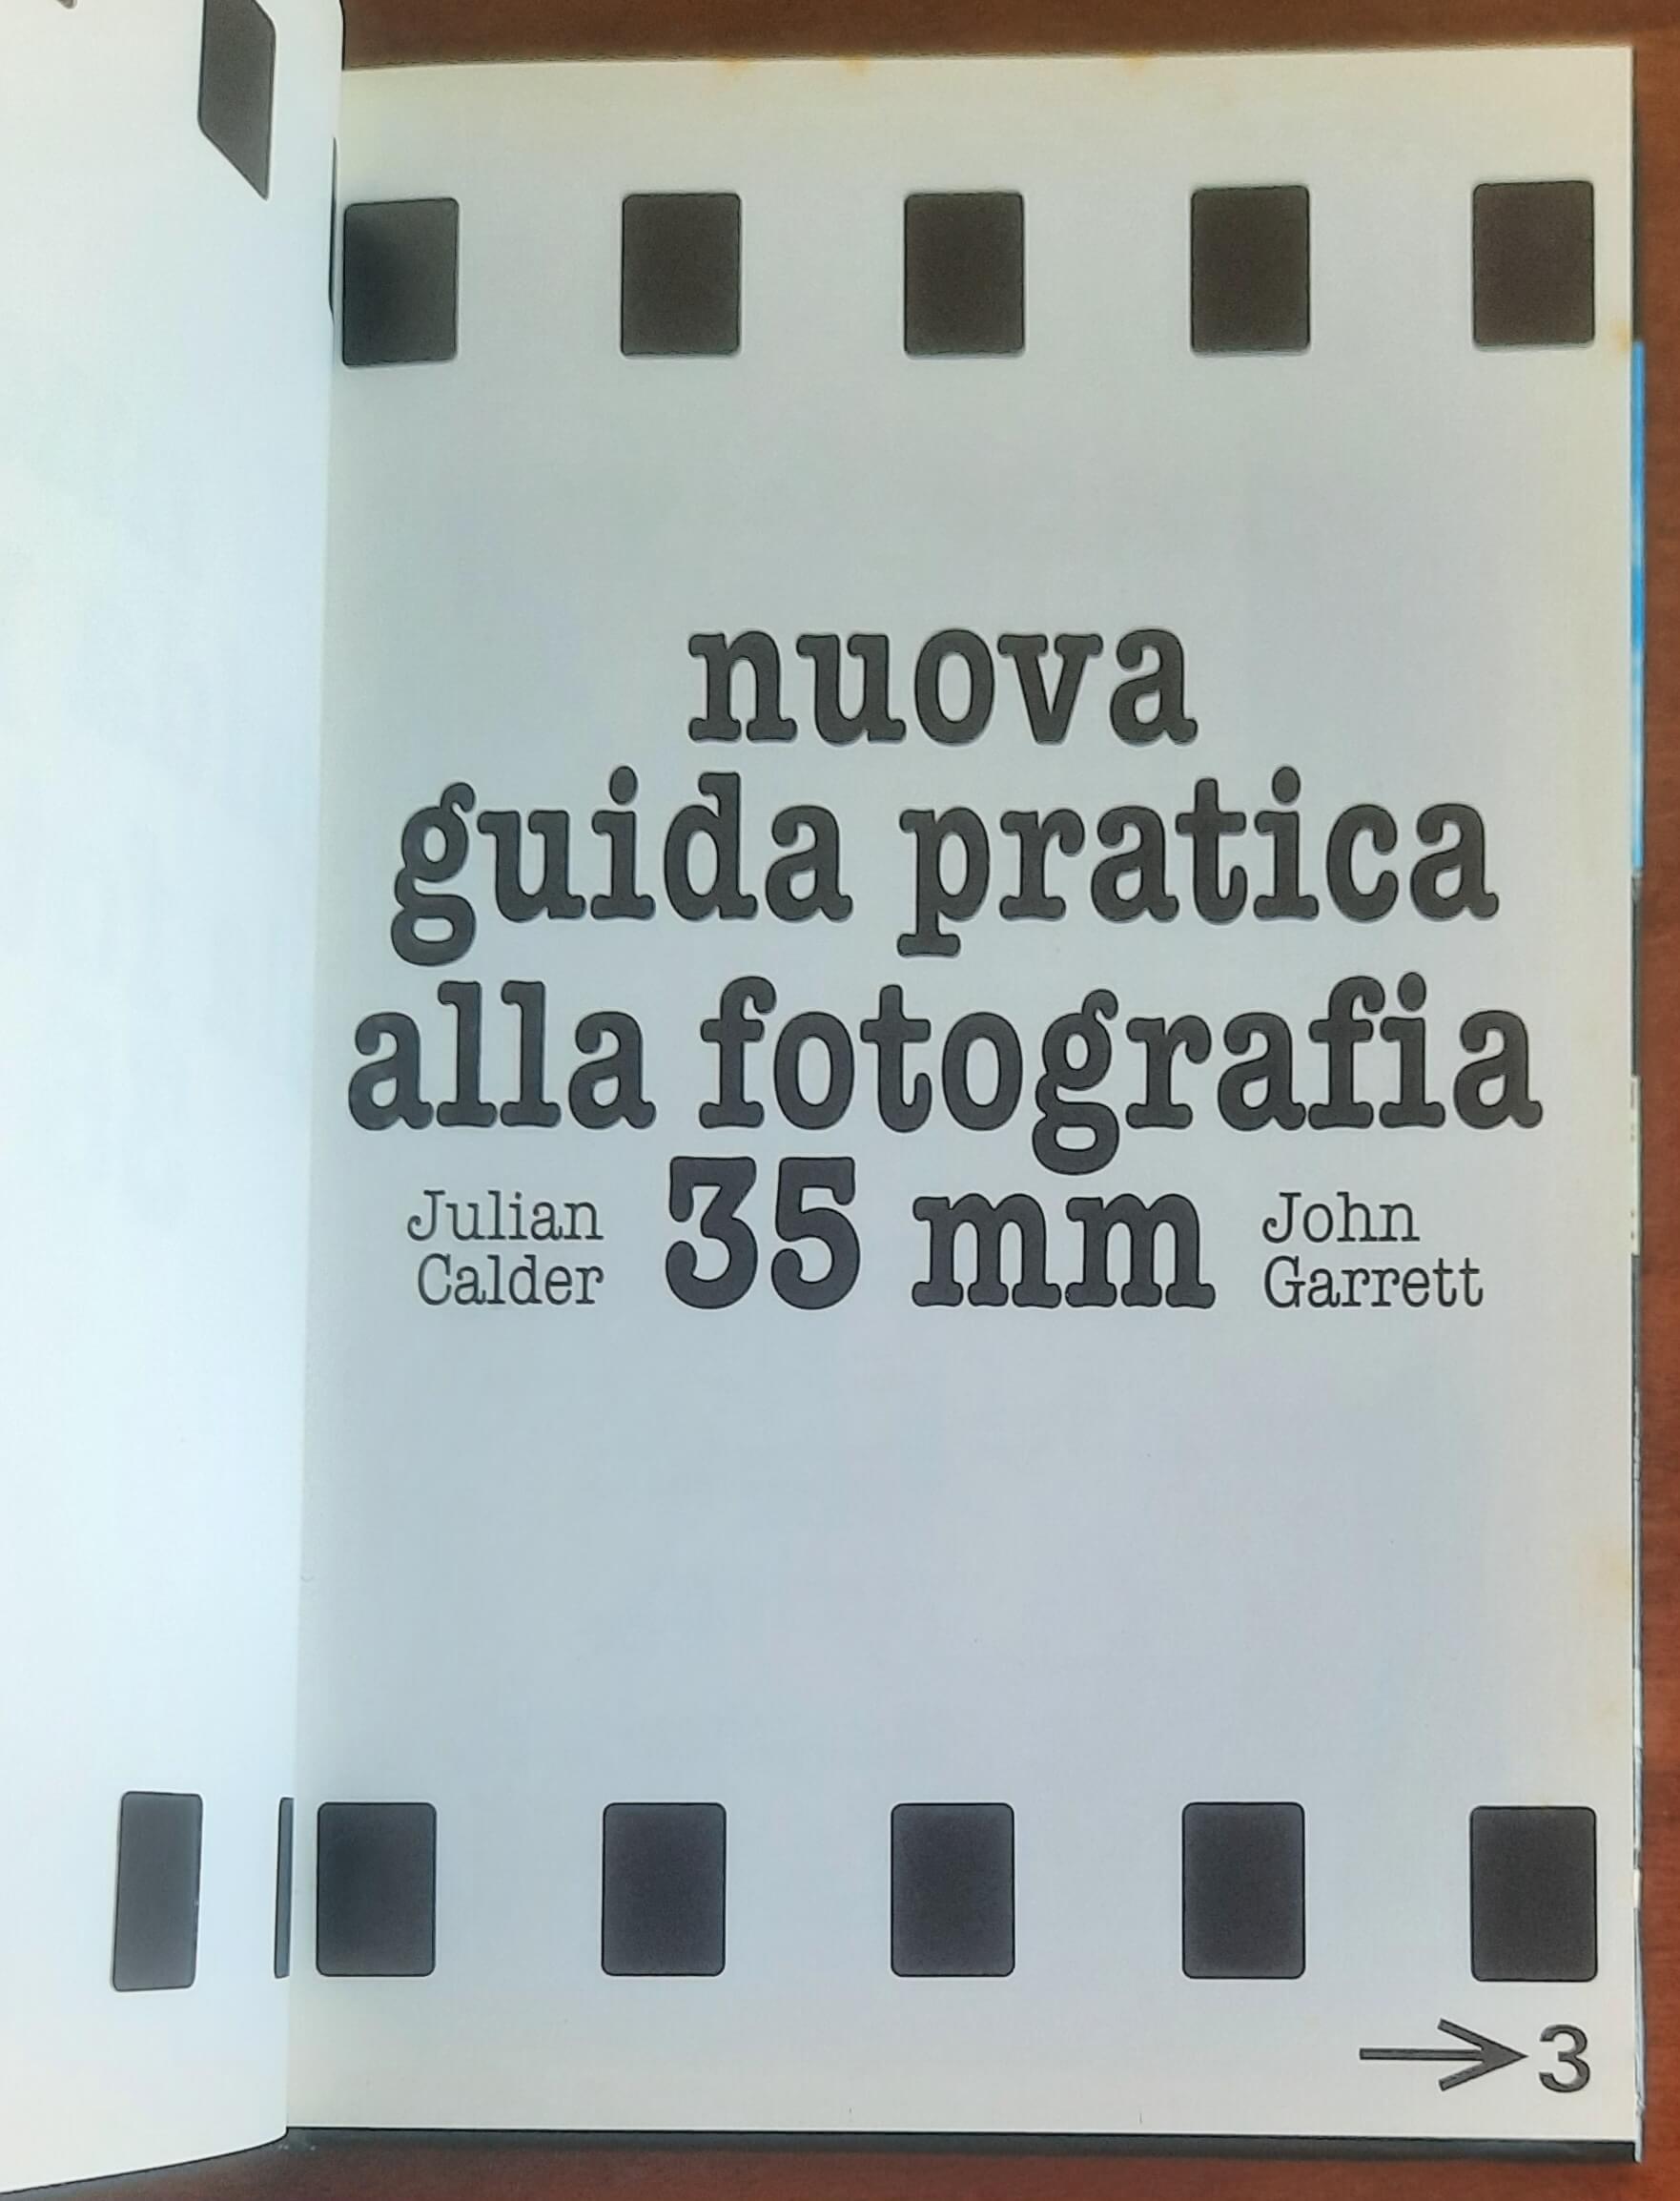 nuova
guida pratica
alla fotografia
Julian Calder 35 mm John Garrett
→3